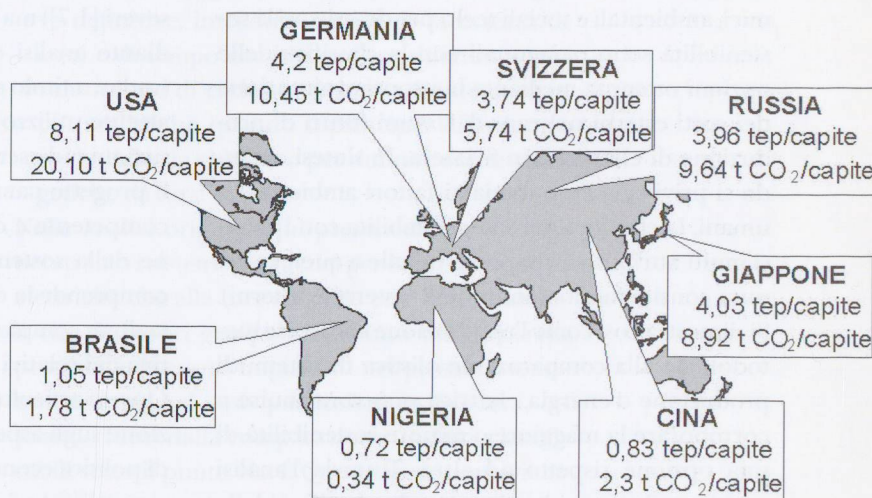 GERMANIA
4,2 tep/capite
10,45 t CO₂/capite
SVIZZERA
3,74 tep/capite
5,74 t CO₂/capite
USA
8,11 tep/capite
20,10 t CO₂/capite
RUSSIA
3,96 tep/capite
9,64 t CO₂/capite
GIAPPONE
4,03 tep/capite
8,92 t CO₂/capite
BRASILE
1,05 tep/capite
1,78 t CO₂/capite
NIGERIA
0,72 tep/capite
0,34 t CO₂/capite
CINA
0,83 tep/capite
2,3 t CO₂/capite